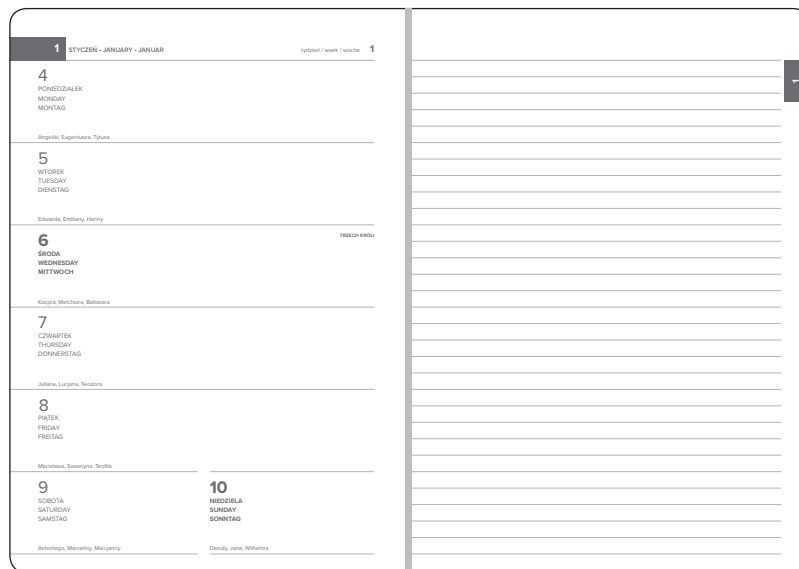 1 STYCZEŃ • JANUARY • JANUAR tydzień / week / woche 1
4
PONIEDZIAŁEK
MONDAY
MONTAG
Angeliki, Eugeniusza, Tytusa
5
WTOREK
TUESDAY
DIENSTAG
Edwarda, Emiliany, Hanny
6 TRZECH KRÓLI
ŚRODA
WEDNESDAY
MITTWOCH
Kacpra, Melchiora, Baltazara
7
CZWARTEK
THURSDAY
DONNERSTAG
Juliana, Lucjana, Teodora
8
PIĄTEK
FRIDAY
FREITAG
Mścisława, Seweryna, Teofila
9
SOBOTA
SATURDAY
SAMSTAG
Antoniego, Marceliny, Marcjanny
10
NIEDZIELA
SUNDAY
SONNTAG
Danuty, Jana, Wilhelma
1